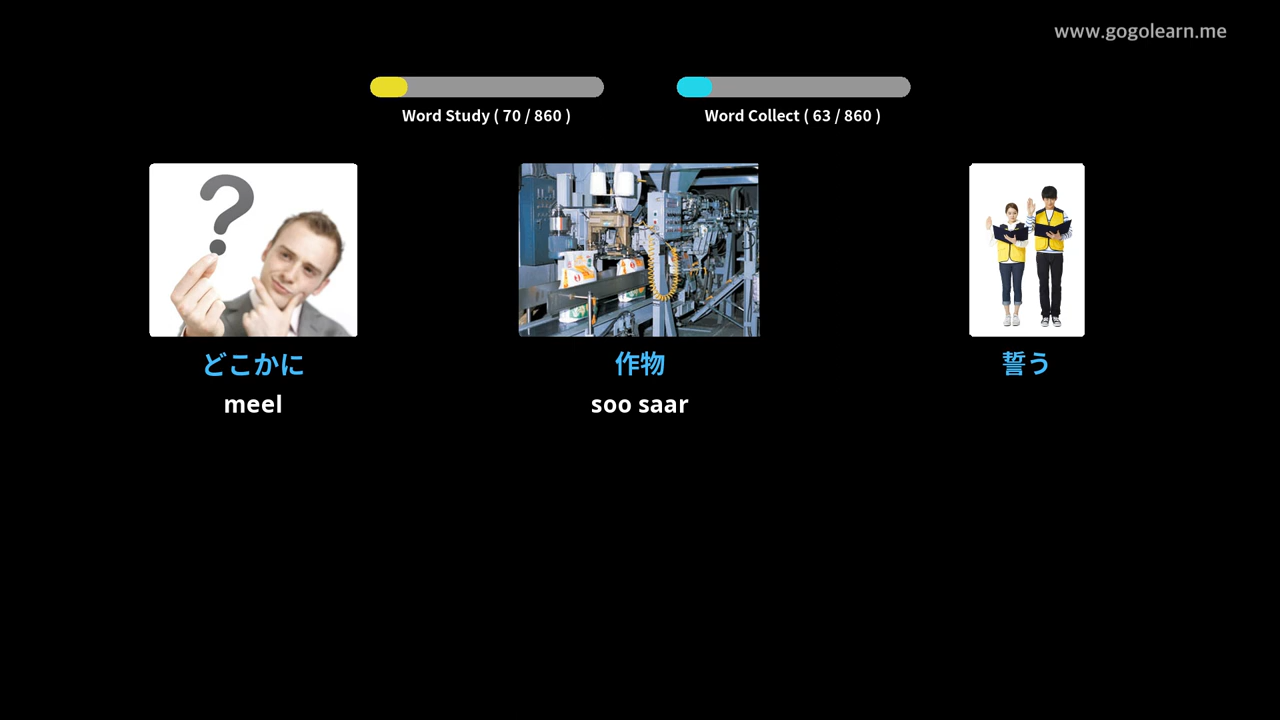 www.gogolearn.me
Word Study ( 70 / 860 )
Word Collect ( 63 / 860 )
どこかに
作物
誓う
meel
soo saar